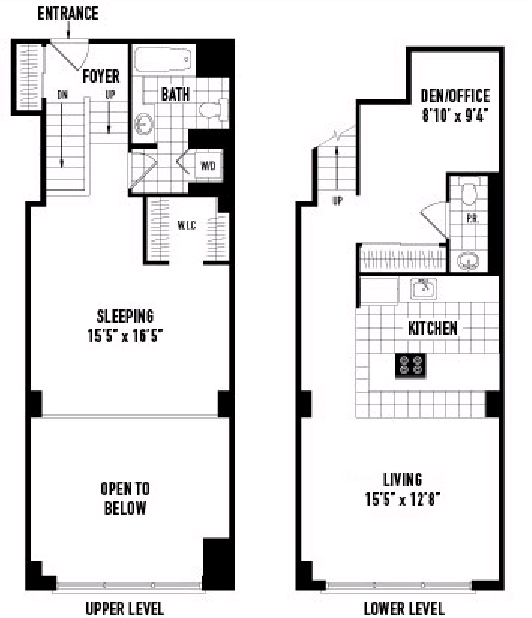 ENTRANCE
FOYER
DN
UP
BATH
W/D
W.I.C
SLEEPING
15'5" x 16'5"
OPEN TO
BELOW
UPPER LEVEL
DEN/OFFICE
8'10" x 9'4"
UP
P.R.
KITCHEN
LIVING
15'5" x 12'8"
LOWER LEVEL